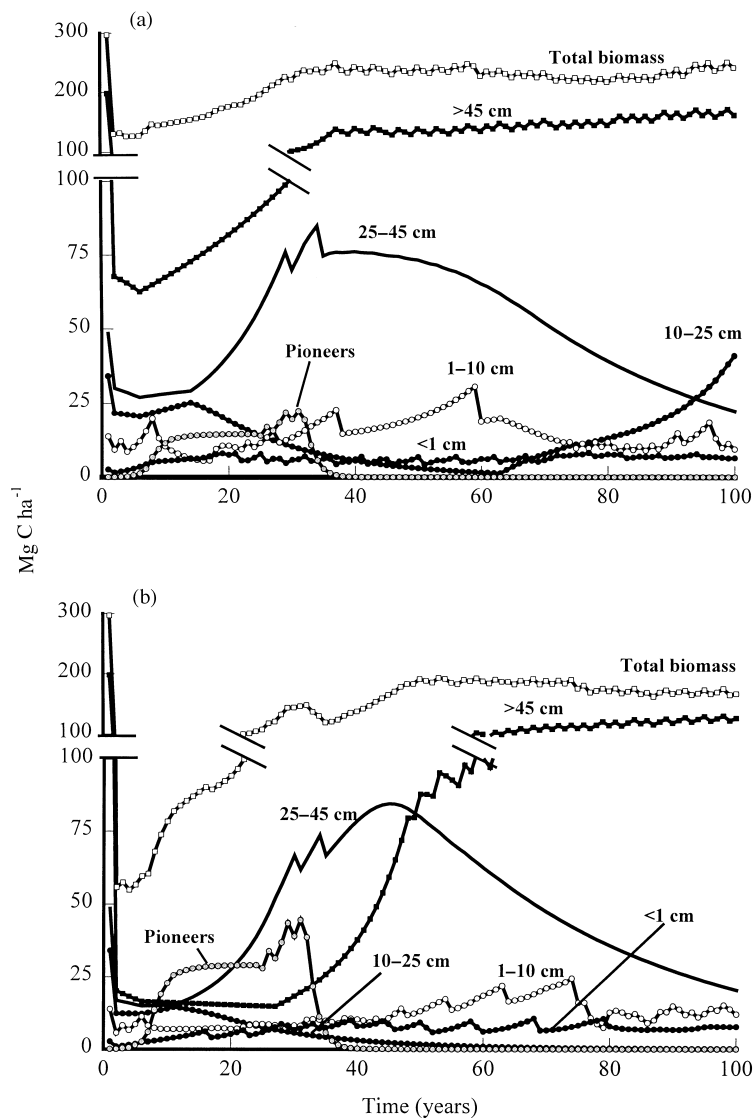 (a)
300
200
100
100
75
50
25
0
Total biomass
>45 cm
25–45 cm
10–25 cm
Pioneers
1–10 cm
<1 cm
0 20 40 60 80 100
Mg C ha⁻¹
(b)
300
200
100
100
75
50
25
0
Total biomass
>45 cm
25–45 cm
<1 cm
Pioneers
10–25 cm
1–10 cm
0 20 40 60 80 100
Time (years)